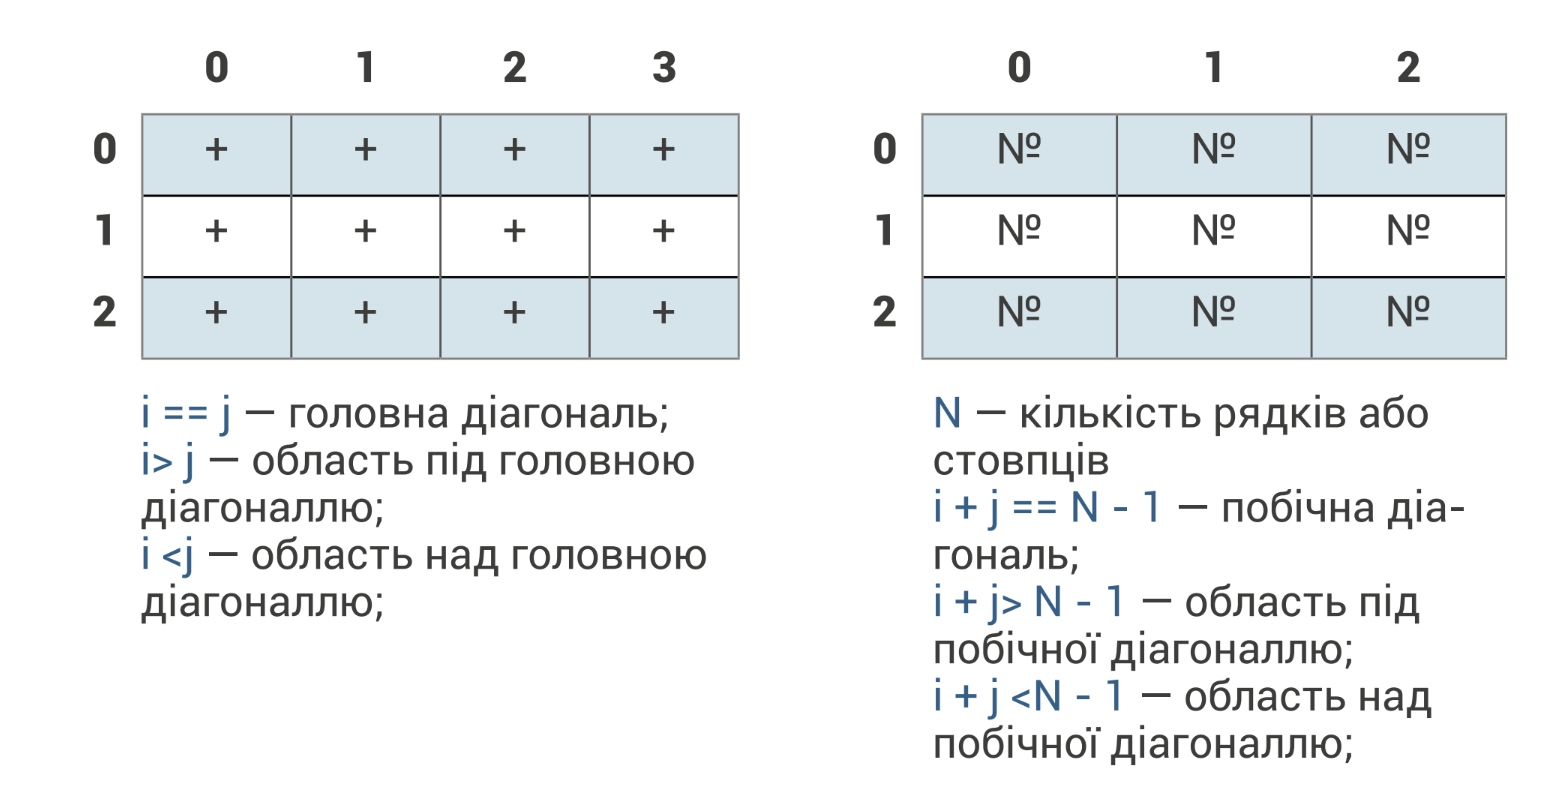 0 1 2 3
0 + + + +
1 + + + +
2 + + + +
i == j — головна діагональ;
i> j — область під головною
діагоналлю;
i <j — область над головною
діагоналлю;
0 1 2
0 № № №
1 № № №
2 № № №
N — кількість рядків або
стовпців
i + j == N - 1 — побічна діа-
гональ;
i + j> N - 1 — область під
побічної діагоналлю;
i + j <N - 1 — область над
побічної діагоналлю;